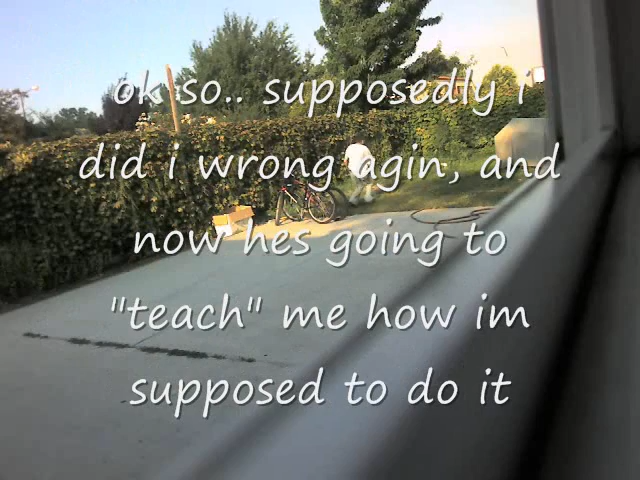 ok so.. supposedly i
did i wrong agin, and
now hes going to
"teach" me how im
supposed to do it